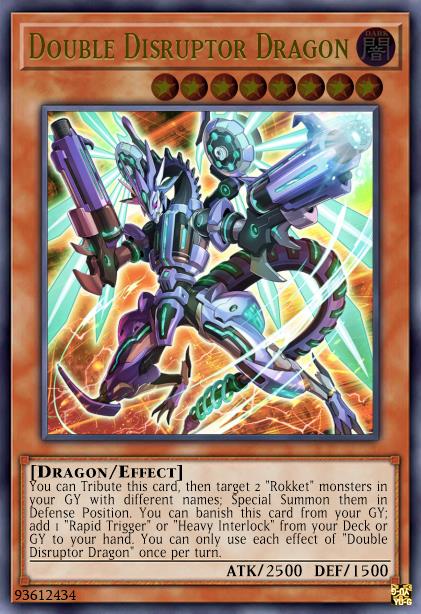 DOUBLE DISRUPTOR DRAGON
DARK
闇
[DRAGON/EFFECT]
You can Tribute this card, then target 2 "Rokket" monsters in
your GY with different names; Special Summon them in
Defense Position. You can banish this card from your GY;
add 1 "Rapid Trigger" or "Heavy Interlock" from your Deck or
GY to your hand. You can only use each effect of "Double
Disruptor Dragon" once per turn.
ATK/2500 DEF/1500
93612434